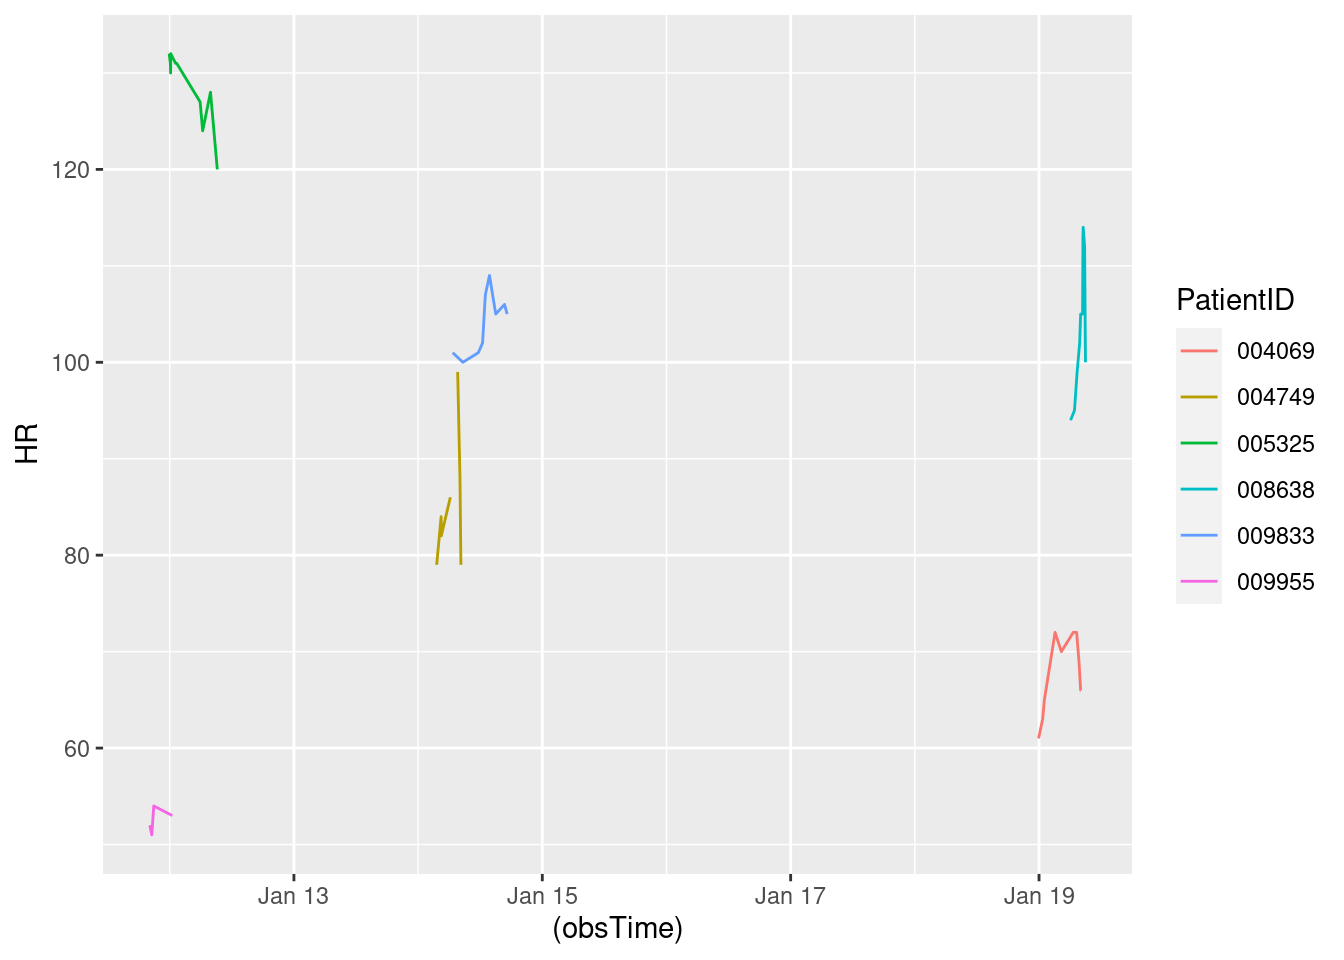 120
100
80
60
HR
Jan 13
Jan 15
Jan 17
Jan 19
(obsTime)
PatientID
004069
004749
005325
008638
009833
009955